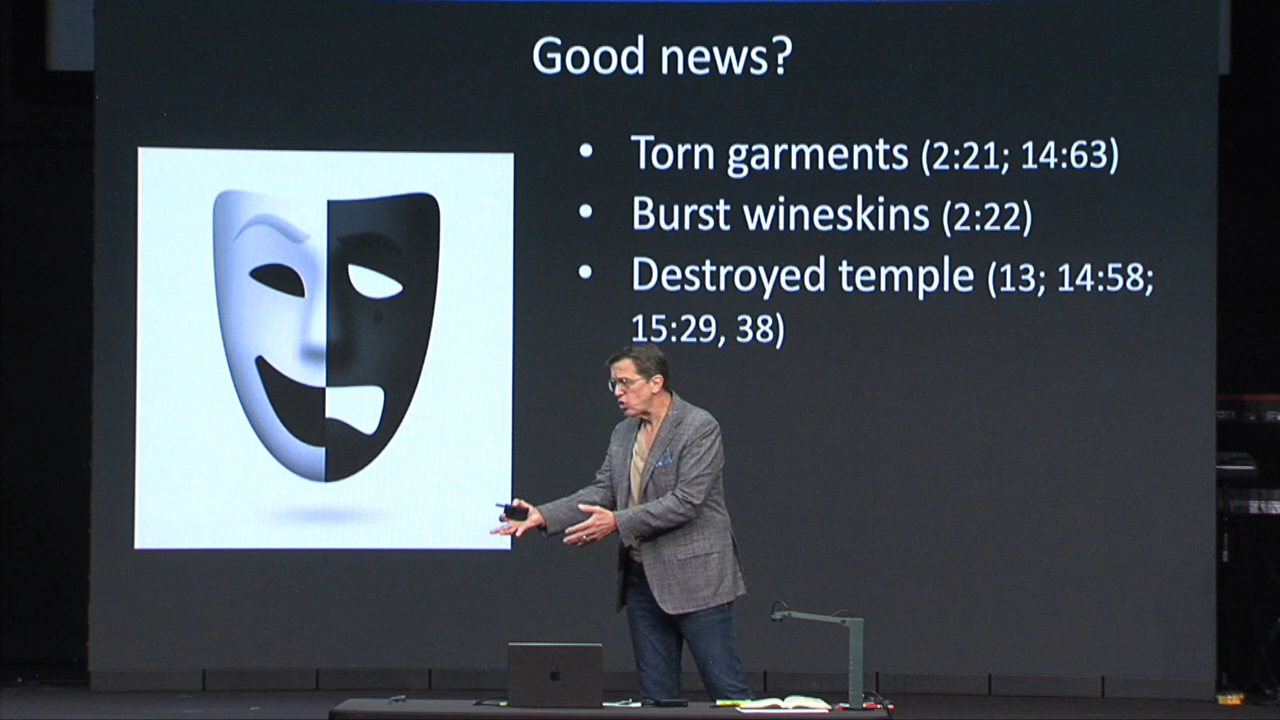 Good news?
• Torn garments (2:21; 14:63)
• Burst wineskins (2:22)
• Destroyed temple (13; 14:58;
15:29, 38)